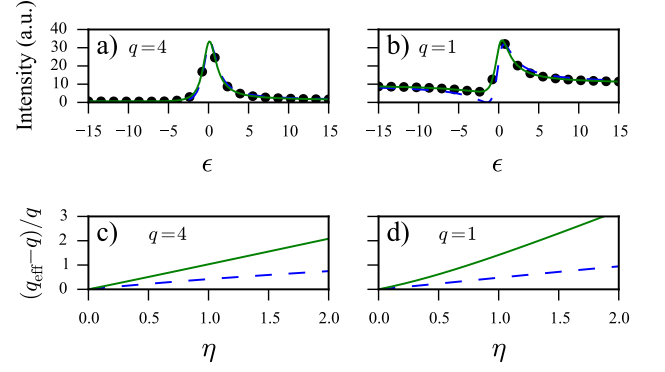 Intensity (a.u.)
40
30
20
10
0
a) q=4
−15 −10 −5 0 5 10 15
ϵ
b) q=1
−15 −10 −5 0 5 10 15
ϵ
(q_eff−q)/q
3
2
1
0
c) q=4
0.0 0.5 1.0 1.5 2.0
η
d) q=1
0.0 0.5 1.0 1.5 2.0
η